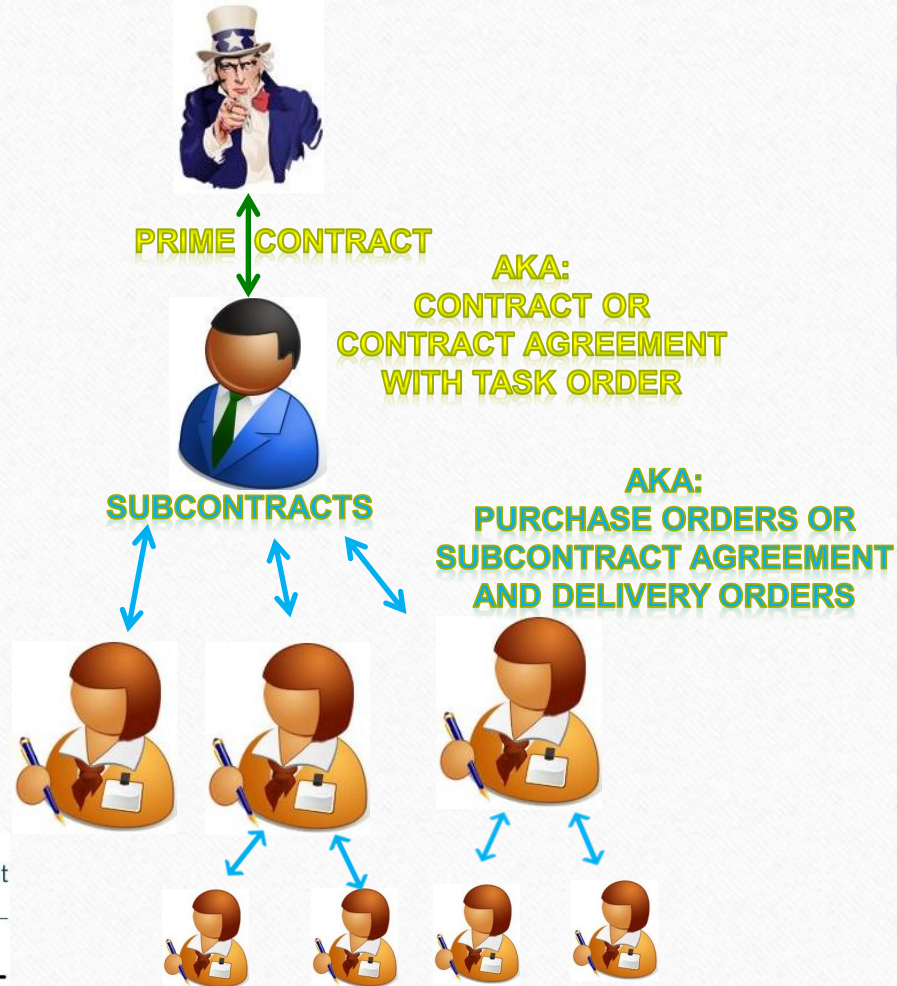 PRIME CONTRACT
AKA:
CONTRACT OR
CONTRACT AGREEMENT
WITH TASK ORDER
SUBCONTRACTS
AKA:
PURCHASE ORDERS OR
SUBCONTRACT AGREEMENT
AND DELIVERY ORDERS
t